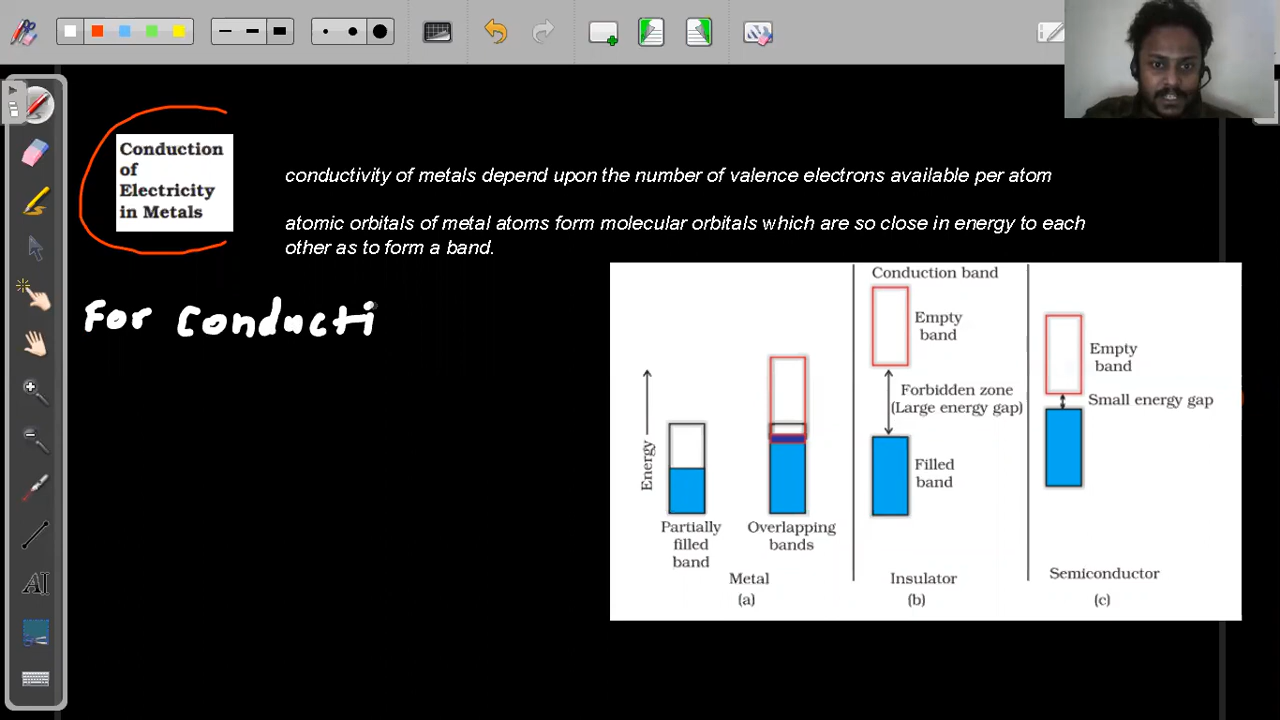 Conduction
of
Electricity
in Metals
conductivity of metals depend upon the number of valence electrons available per atom
atomic orbitals of metal atoms form molecular orbitals which are so close in energy to each
other as to form a band.
For Conducti
Energy
Partially
filled
band
Overlapping
bands
Metal
(a)
Conduction band
Empty
band
Forbidden zone
(Large energy gap)
Filled
band
Insulator
(b)
Empty
band
Small energy gap
Semiconductor
(c)
AI